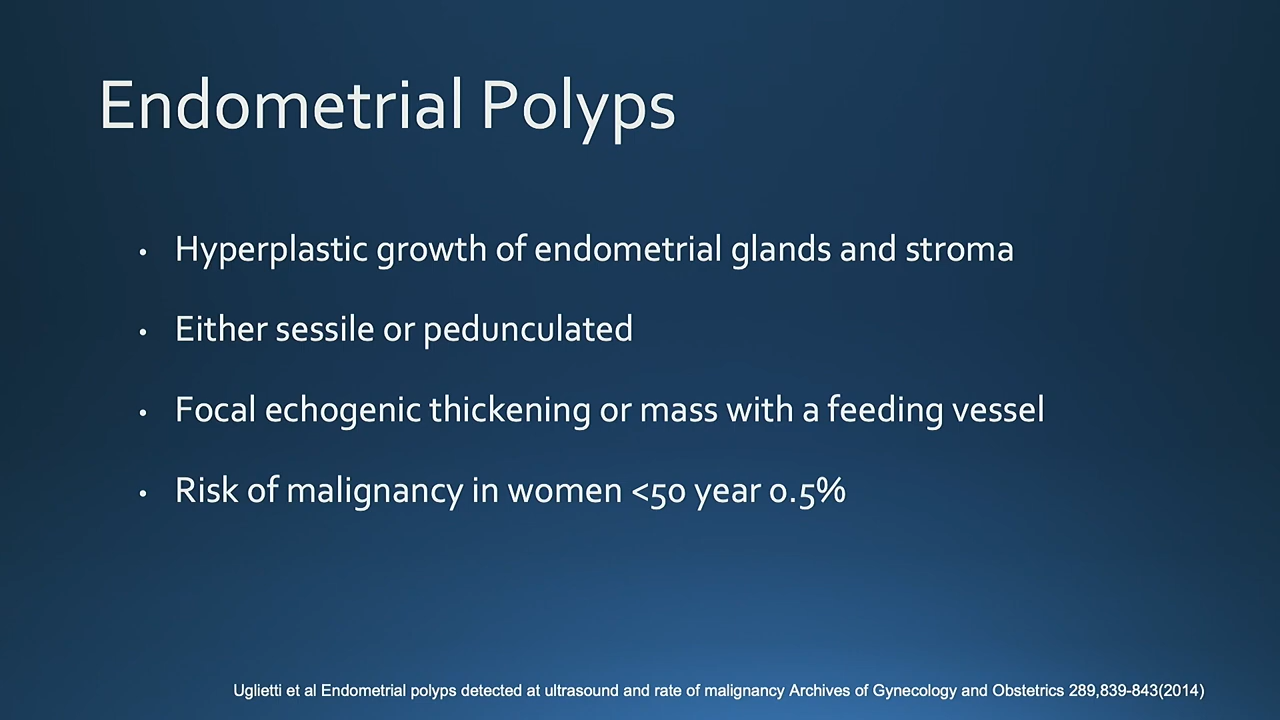 Endometrial Polyps
• Hyperplastic growth of endometrial glands and stroma
• Either sessile or pedunculated
• Focal echogenic thickening or mass with a feeding vessel
• Risk of malignancy in women <50 year 0.5%
Uglietti et al Endometrial polyps detected at ultrasound and rate of malignancy Archives of Gynecology and Obstetrics 289,839-843(2014)